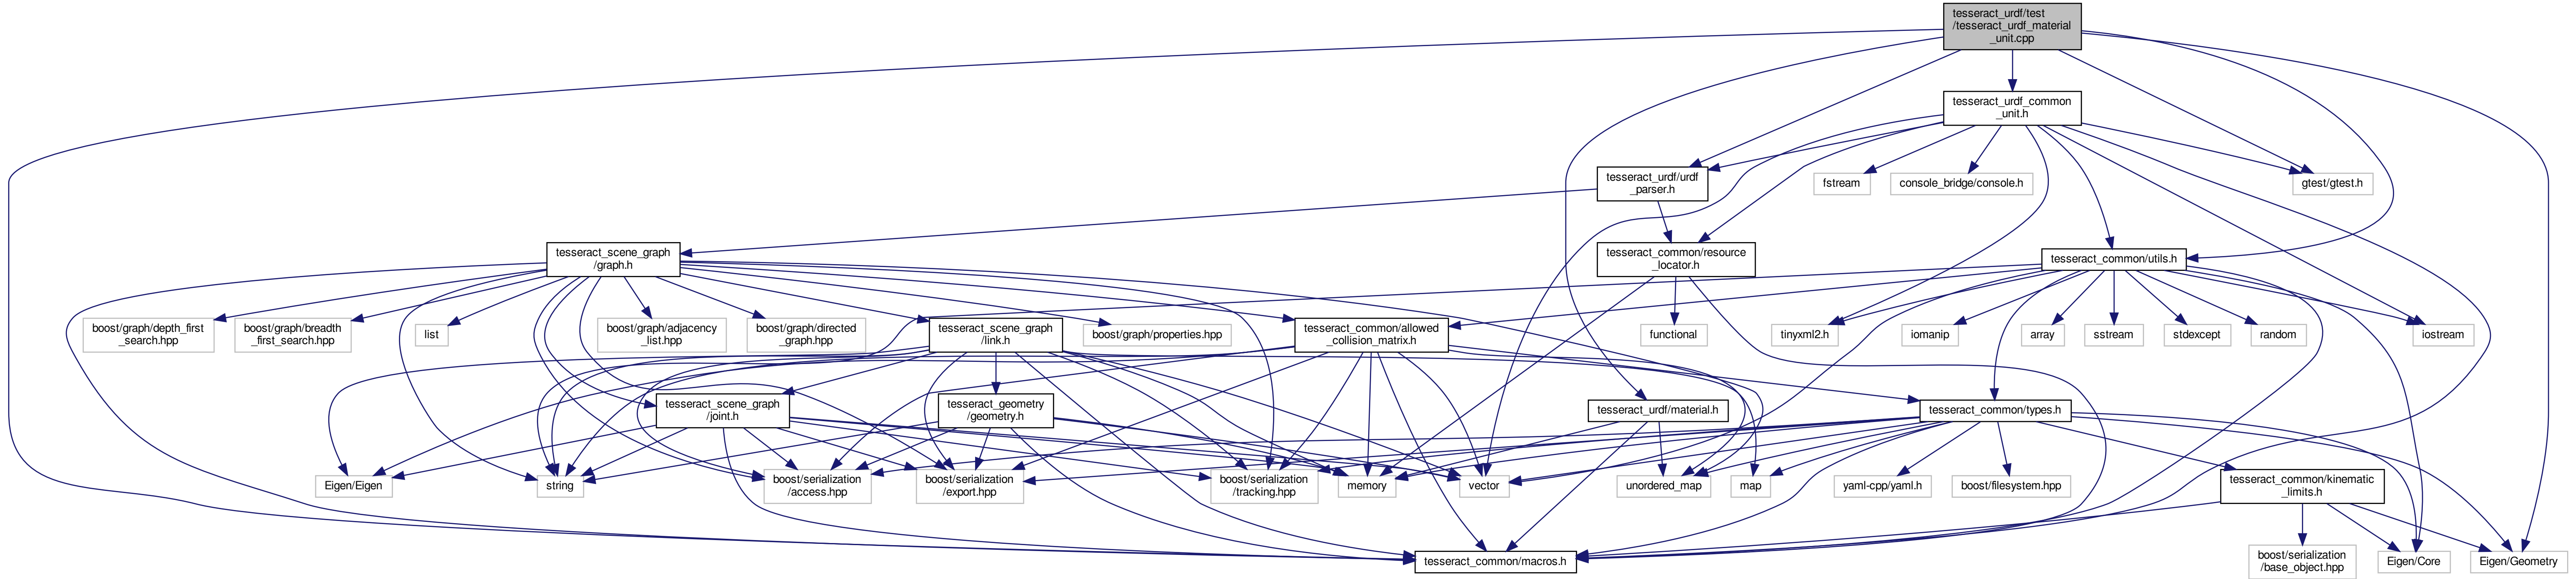 tesseract_urdf/test
/tesseract_urdf_material
_unit.cpp
tesseract_urdf_common
_unit.h
tesseract_urdf/urdf
_parser.h
fstream
console_bridge/console.h
gtest/gtest.h
tesseract_scene_graph
/graph.h
tesseract_common/resource
_locator.h
tesseract_common/utils.h
boost/graph/depth_first
_search.hpp
boost/graph/breadth
_first_search.hpp
list
boost/graph/adjacency
_list.hpp
boost/graph/directed
_graph.hpp
tesseract_scene_graph
/link.h
boost/graph/properties.hpp
tesseract_common/allowed
_collision_matrix.h
functional
tinyxml2.h
iomanip
array
sstream
stdexcept
random
iostream
tesseract_scene_graph
/joint.h
tesseract_geometry
/geometry.h
tesseract_urdf/material.h
tesseract_common/types.h
Eigen/Eigen
string
boost/serialization
/access.hpp
boost/serialization
/export.hpp
boost/serialization
/tracking.hpp
memory
vector
unordered_map
map
yaml-cpp/yaml.h
boost/filesystem.hpp
tesseract_common/kinematic
_limits.h
tesseract_common/macros.h
boost/serialization
/base_object.hpp
Eigen/Core
Eigen/Geometry